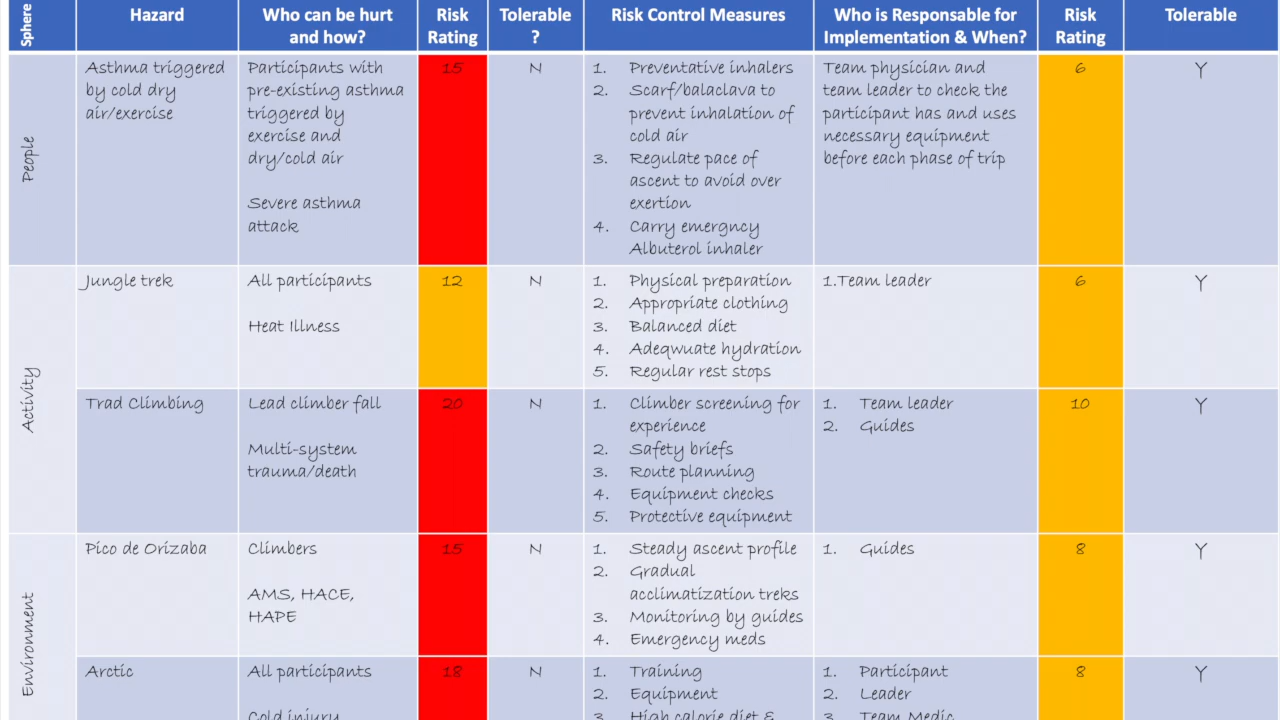 Sphere
Hazard
Who can be hurt
and how?
Risk
Rating
Tolerable
?
Risk Control Measures
Who is Responsable for
Implementation & When?
Risk
Rating
Tolerable
People
Asthma triggered
by cold dry
air/exercise
Participants with
pre-existing asthma
triggered by
exercise and
dry/cold air
Severe asthma
attack
15
N
1. Preventative inhalers
2. Scarf/balaclava to
prevent inhalation of
cold air
3. Regulate pace of
ascent to avoid over
exertion
4. Carry emergncy
Albuterol inhaler
Team physician and
team leader to check the
participant has and uses
necessary equipment
before each phase of trip
6
Y
Activity
Jungle trek
All participants
Heat Illness
12
N
1. Physical preparation
2. Appropriate clothing
3. Balanced diet
4. Adeqwuate hydration
5. Regular rest stops
1.Team leader
6
Y
Trad Climbing
Lead climber fall
Multi-system
trauma/death
20
N
1. Climber screening for
experience
2. Safety briefs
3. Route planning
4. Equipment checks
5. Protective equipment
1. Team leader
2. Guides
10
Y
Environment
Pico de Orizaba
Climbers
AMS, HACE,
HAPE
15
N
1. Steady ascent profile
2. Gradual
acclimatization treks
3. Monitoring by guides
4. Emergency meds
1. Guides
8
Y
Arctic
All participants
Cold injury
18
N
1. Training
2. Equipment
3. High calorie diet &
1. Participant
2. Leader
3. Team Medic
8
Y